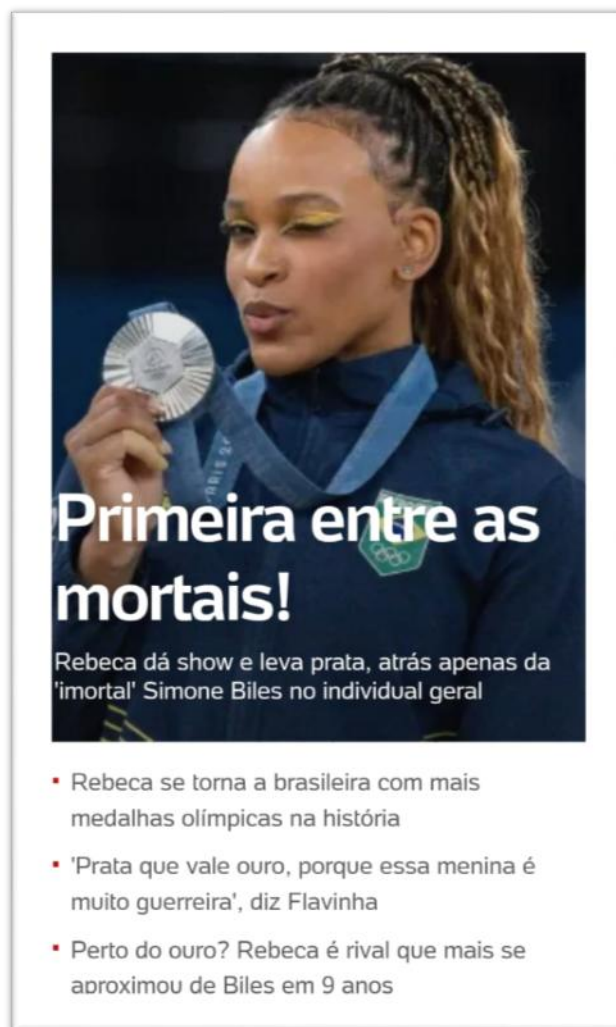 ARIS 2
Primeira entre as
mortais!
Rebeca dá show e leva prata, atrás apenas da
'imortal' Simone Biles no individual geral
Rebeca se torna a brasileira com mais
medalhas olímpicas na história
'Prata que vale ouro, porque essa menina é
muito guerreira', diz Flavinha
Perto do ouro? Rebeca é rival que mais se
aproximou de Biles em 9 anos